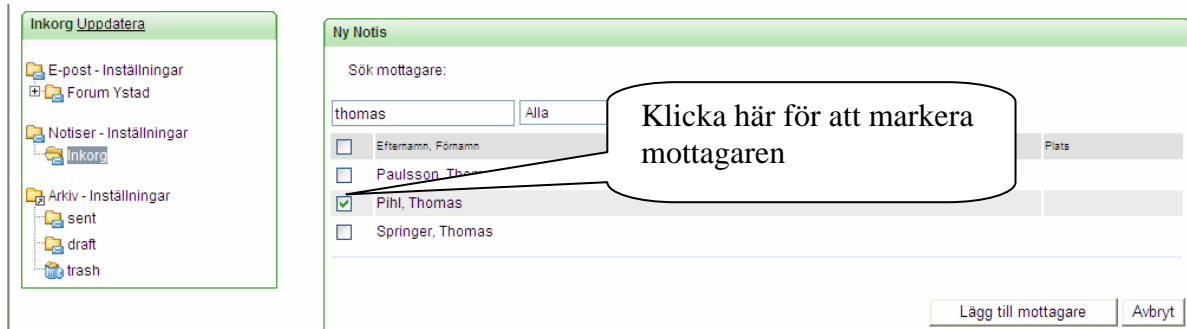 Inkorg Uppdatera
E-post - Inställningar
Forum Ystad
Notiser - Inställningar
Inkorg
Arkiv - Inställningar
sent
draft
trash
Ny Notis
Sök mottagare:
thomas Alla
Klicka här för att markera
mottagaren
Efternamn, Förnamn Plats
Paulsson,
Pihl, Thomas
Springer, Thomas
Lägg till mottagare Avbryt